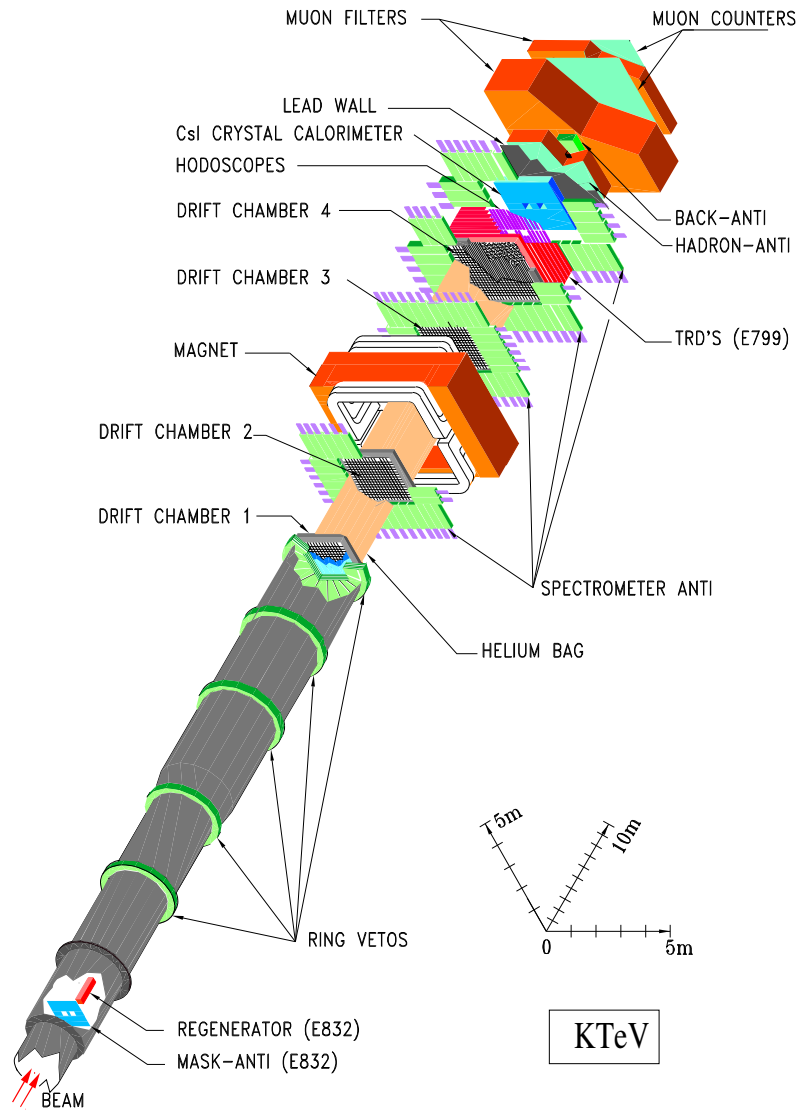 MUON FILTERS
MUON COUNTERS
LEAD WALL
CsI CRYSTAL CALORIMETER
HODOSCOPES
DRIFT CHAMBER 4
BACK-ANTI
HADRON-ANTI
DRIFT CHAMBER 3
TRD'S (E799)
MAGNET
DRIFT CHAMBER 2
DRIFT CHAMBER 1
SPECTROMETER ANTI
HELIUM BAG
5m
10m
0
5m
RING VETOS
REGENERATOR (E832)
MASK-ANTI (E832)
KTeV
BEAM